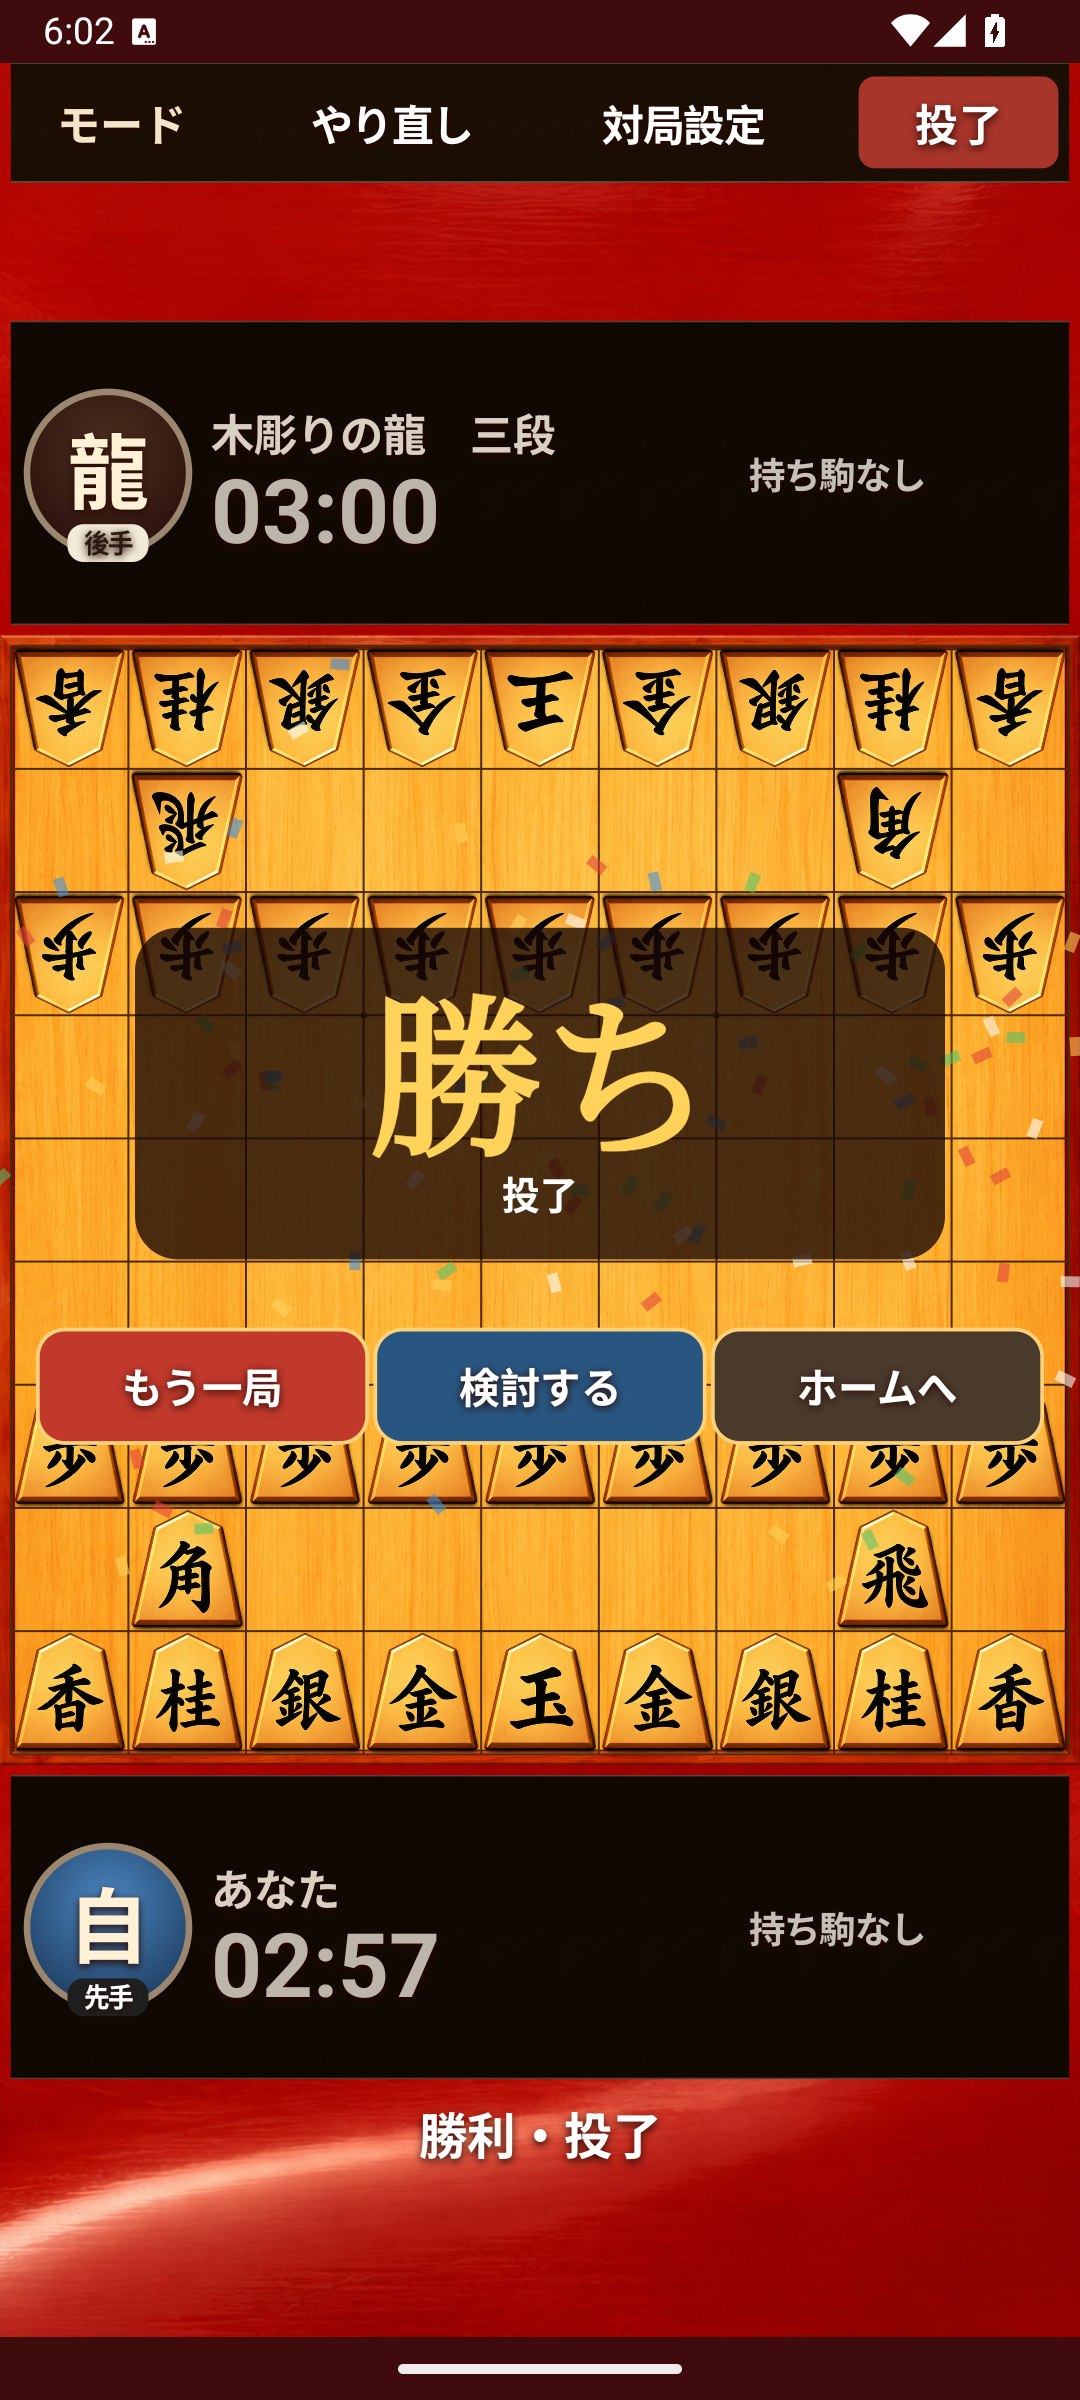 6:02
モード やり直し 対局設定 投了
龍
後手
木彫りの龍 三段
03:00
持ち駒なし
香 桂 銀 金 王 金 銀 桂 香
飛 角
歩 歩 歩 歩 歩 歩 歩 歩 歩
勝ち
投了
もう一局 検討する ホームへ
歩 歩 歩 歩 歩 歩 歩 歩 歩
角 飛
香 桂 銀 金 玉 金 銀 桂 香
自
先手
あなた
02:57
持ち駒なし
勝利・投了